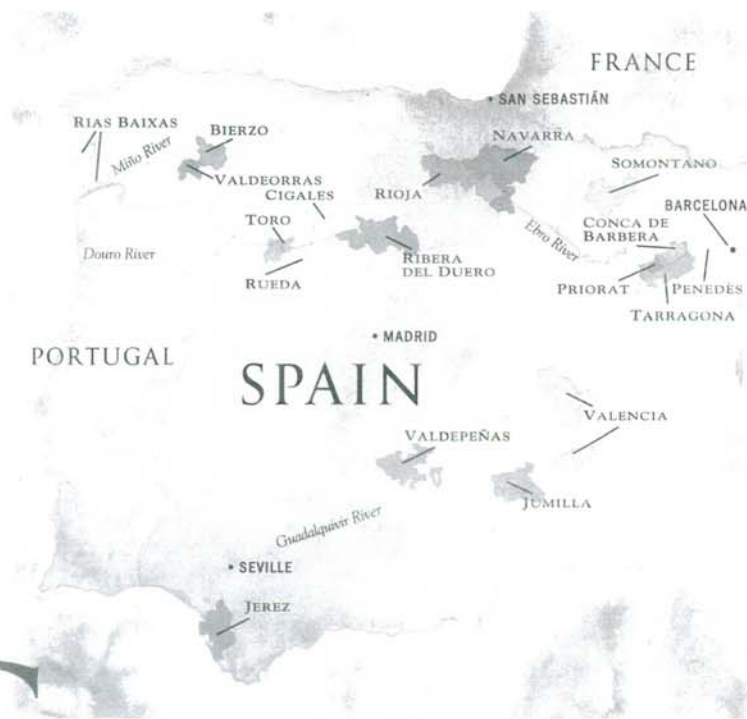 FRANCE
SAN SEBASTIÁN
RIAS BAIXAS
Miño River
BIERZO
NAVARRA
SOMONTANO
VALDEORRAS
CIGALES
RIOJA
BARCELONA
TORO
Ebro River
CONCA DE
BARBERA
Douro River
RIBERA
DEL DUERO
RUEDA
PRIORAT
PENEDÈS
TARRAGONA
MADRID
PORTUGAL
SPAIN
VALENCIA
VALDEPEÑAS
JUMILLA
Guadalquivir River
SEVILLE
JEREZ